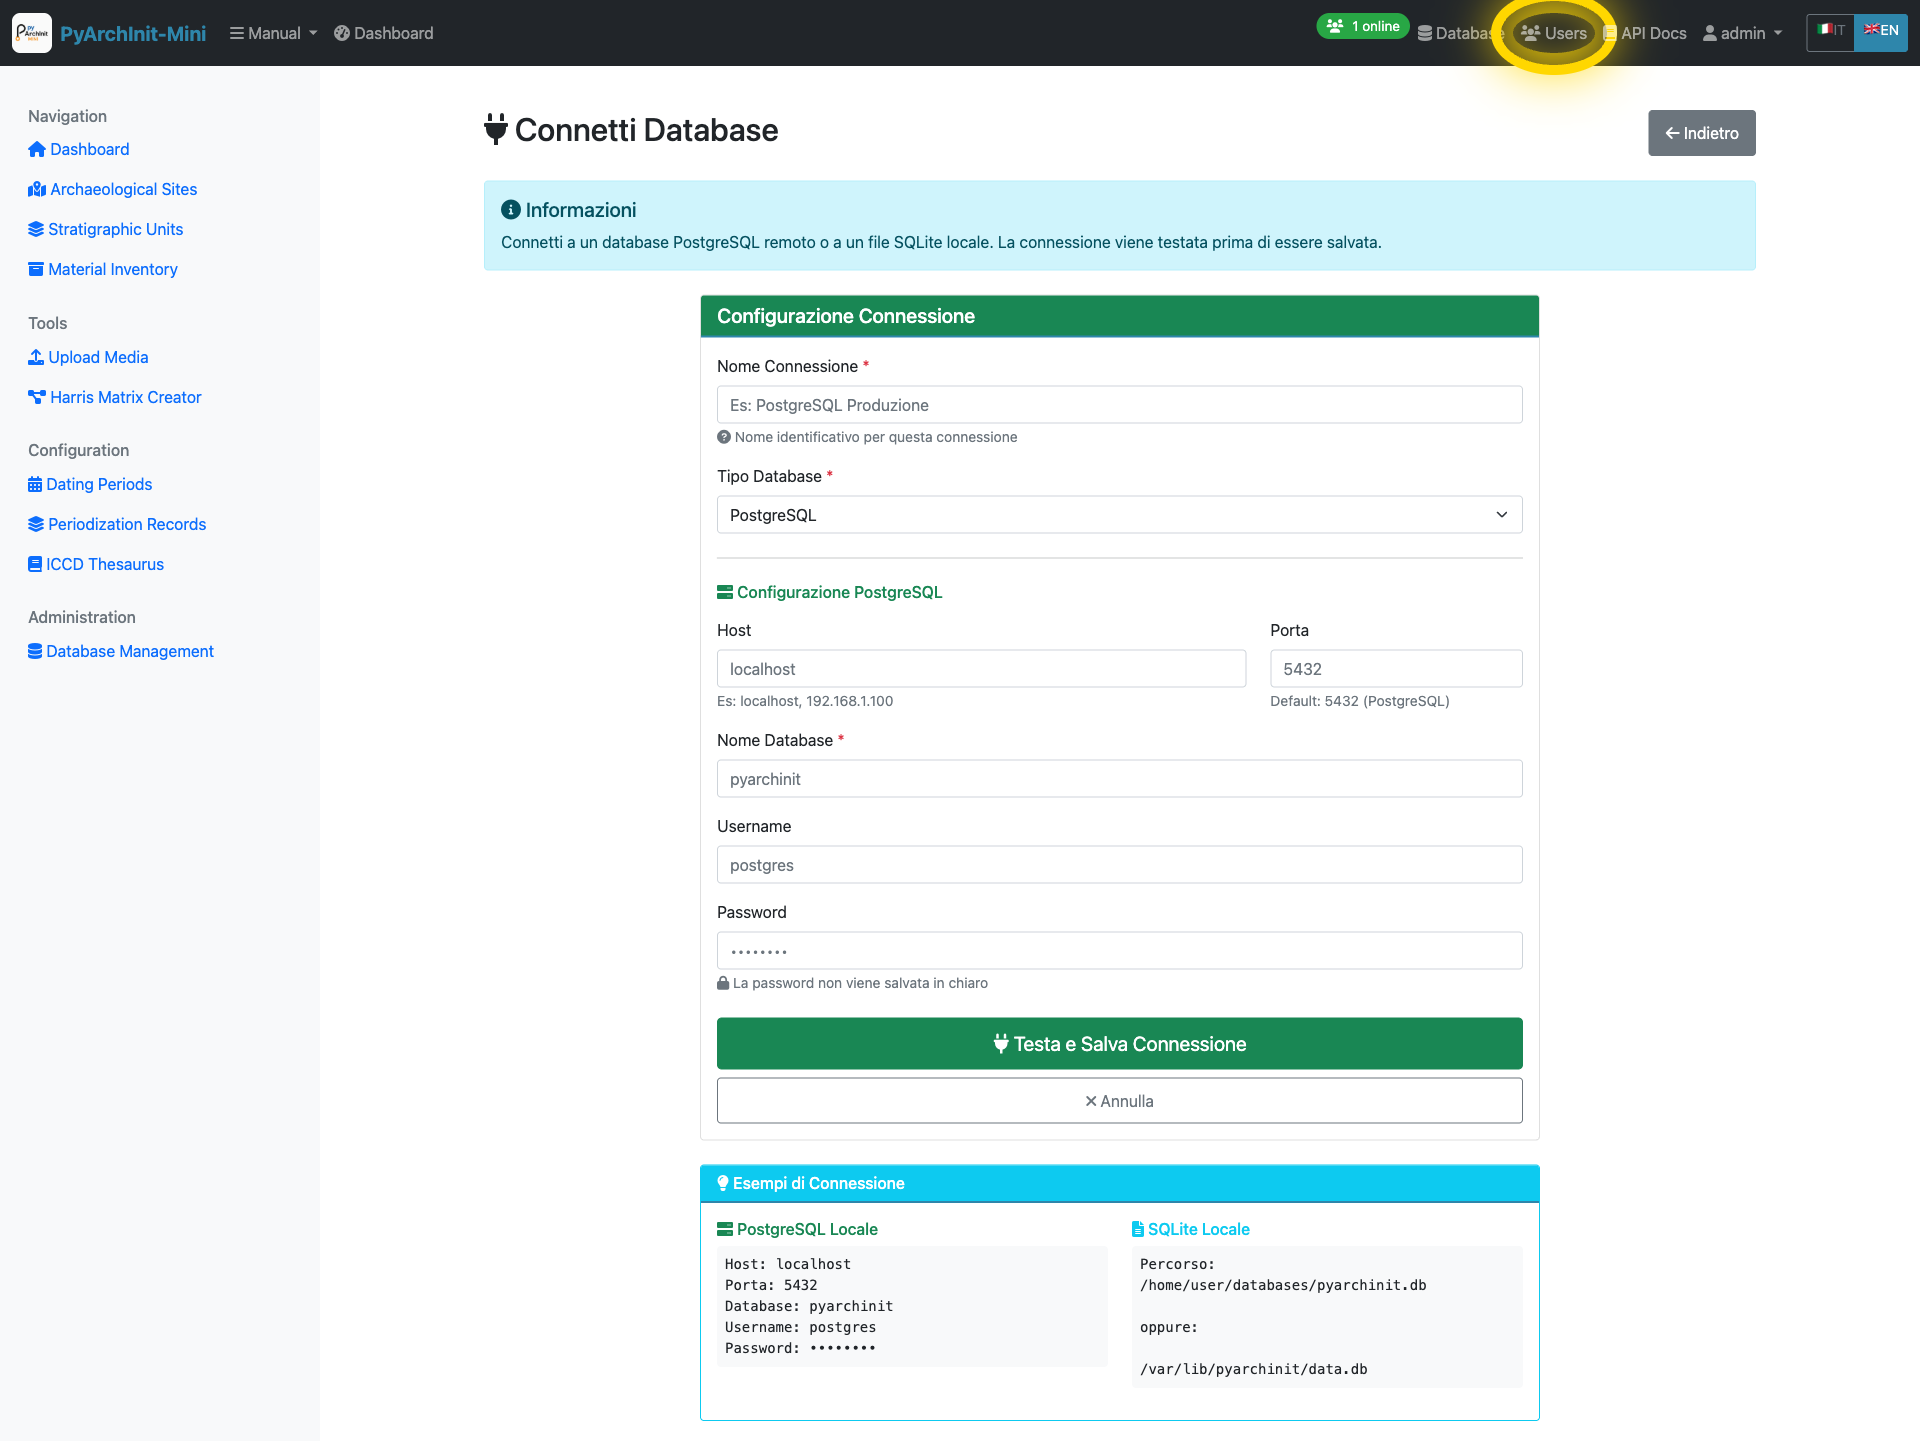 PyArchInit-Mini
Manual
Dashboard
1 online
Database
Users
API Docs
admin
IT
EN
Navigation
Dashboard
Archaeological Sites
Stratigraphic Units
Material Inventory
Tools
Upload Media
Harris Matrix Creator
Configuration
Dating Periods
Periodization Records
ICCD Thesaurus
Administration
Database Management
Connetti Database
Indietro
Informazioni
Connetti a un database PostgreSQL remoto o a un file SQLite locale. La connessione viene testata prima di essere salvata.
Configurazione Connessione
Nome Connessione *
Es: PostgreSQL Produzione
Nome identificativo per questa connessione
Tipo Database *
PostgreSQL
Configurazione PostgreSQL
Host
localhost
Es: localhost, 192.168.1.100
Porta
5432
Default: 5432 (PostgreSQL)
Nome Database *
pyarchinit
Username
postgres
Password
••••••••
La password non viene salvata in chiaro
Testa e Salva Connessione
Annulla
Esempi di Connessione
PostgreSQL Locale
Host: localhost
Porta: 5432
Database: pyarchinit
Username: postgres
Password: ••••••••
SQLite Locale
Percorso:
/home/user/databases/pyarchinit.db
oppure:
/var/lib/pyarchinit/data.db